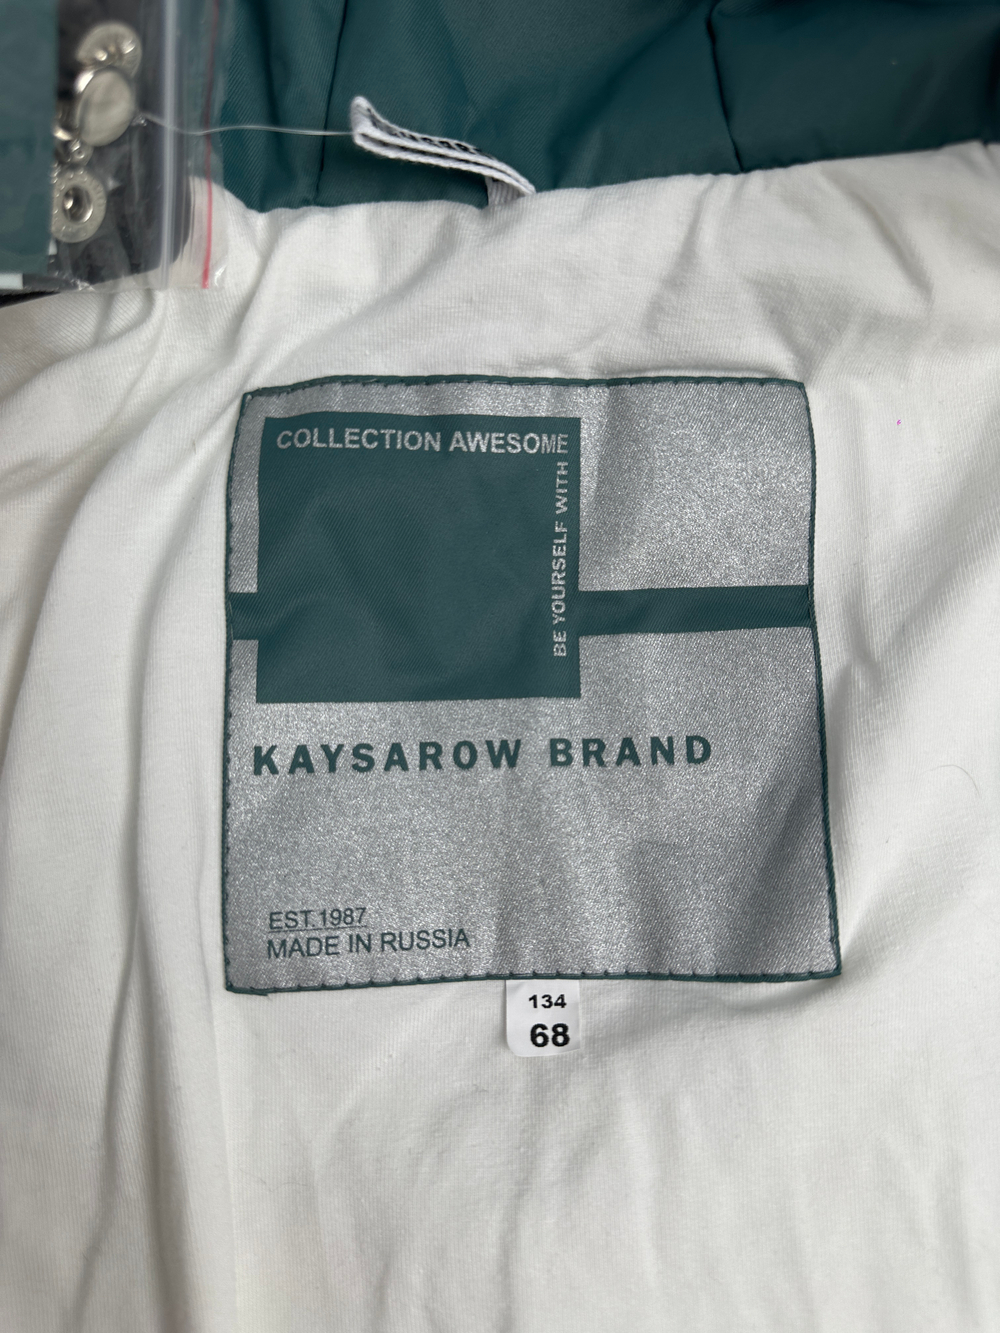 COLLECTION AWESOME
BE YOURSELF WITH
KAYSAROW BRAND
EST.1987
MADE IN RUSSIA
134
68